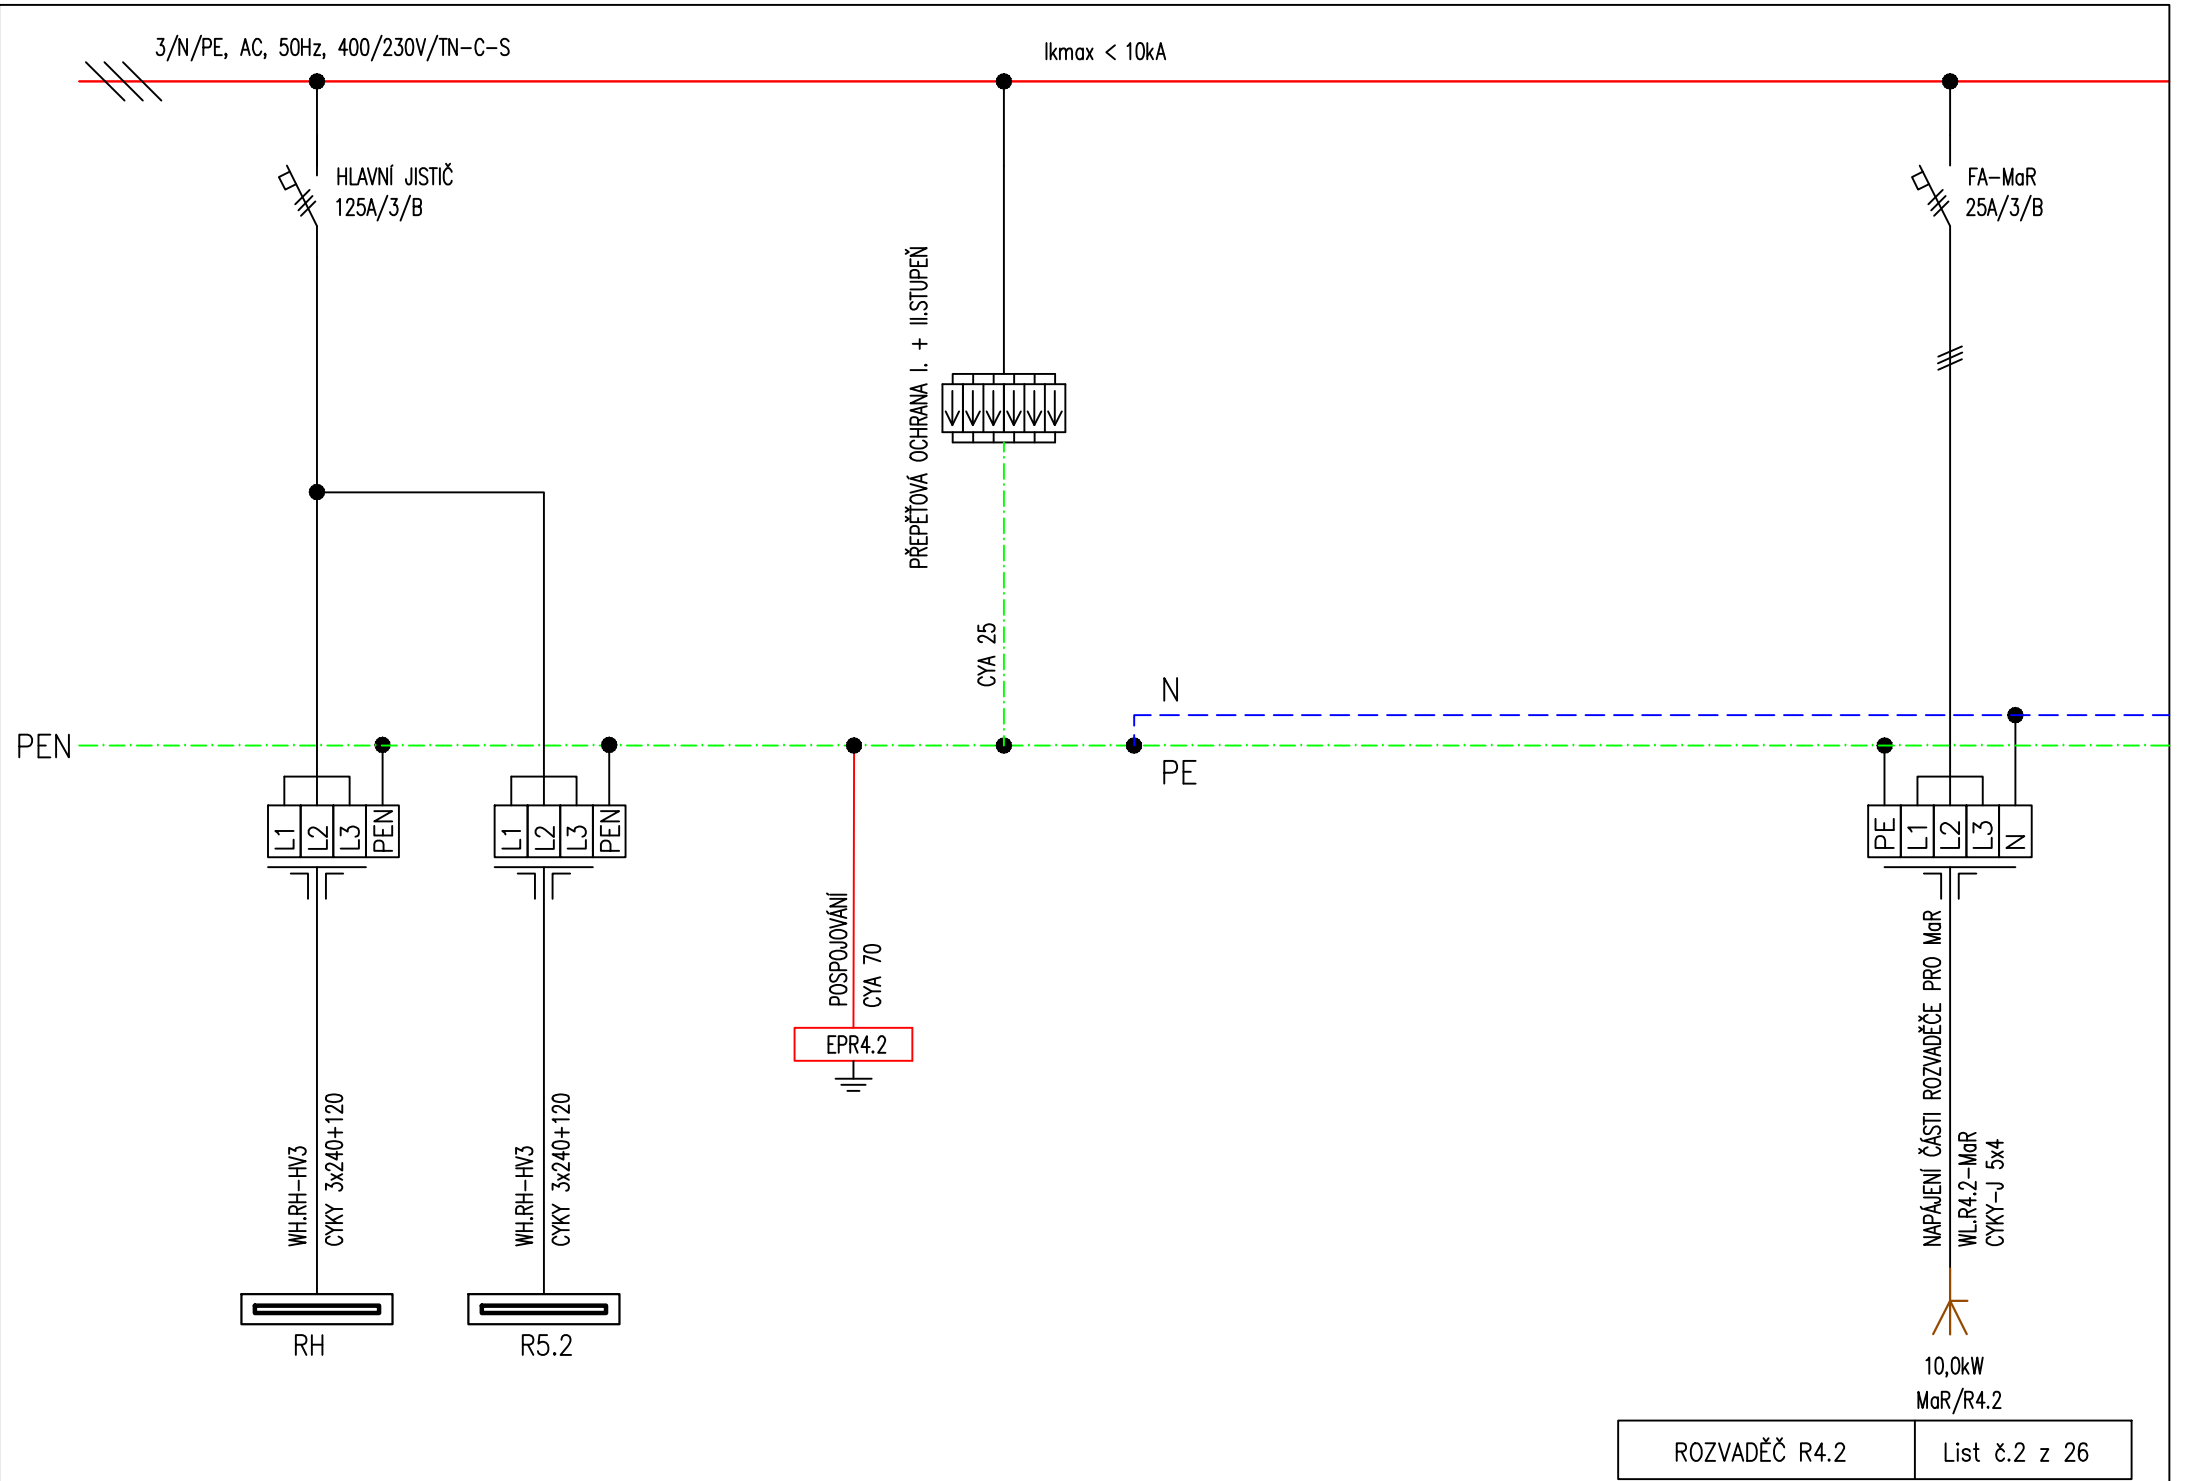 3/N/PE, AC, 50Hz, 400/230V/TN-C-S
Ikmax < 10kA
HLAVNÍ JISTIČ
125A/3/B
FA-MaR
25A/3/B
PŘEPĚŤOVÁ OCHRANA I. + II.STUPEŇ
CYA 25
N
PEN
PE
L1
L2
L3
PEN
L1
L2
L3
PEN
PE
L1
L2
L3
N
POSPOJOVÁNÍ
CYA 70
EPR4.2
WH.RH-HV3
CYKY 3x240+120
WH.RH-HV3
CYKY 3x240+120
NAPÁJENÍ ČÁSTI ROZVADĚČE PRO MaR
WL.R4.2-MaR
CYKY-J 5x4
RH
R5.2
10,0kW
MaR/R4.2
ROZVADĚČ R4.2
List č.2 z 26